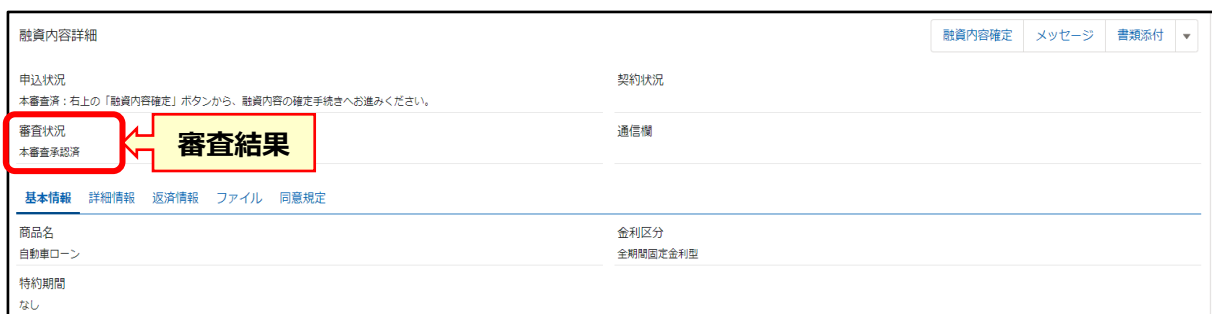 融資内容詳細
融資内容確定 メッセージ 書類添付
申込状況
本審査済：右上の「融資内容確定」ボタンから、融資内容の確定手続きへお進みください。
契約状況
審査状況
本審査承認済
審査結果
通信欄
基本情報 詳細情報 返済情報 ファイル 同意規定
商品名
自動車ローン
金利区分
全期間固定金利型
特約期間
なし